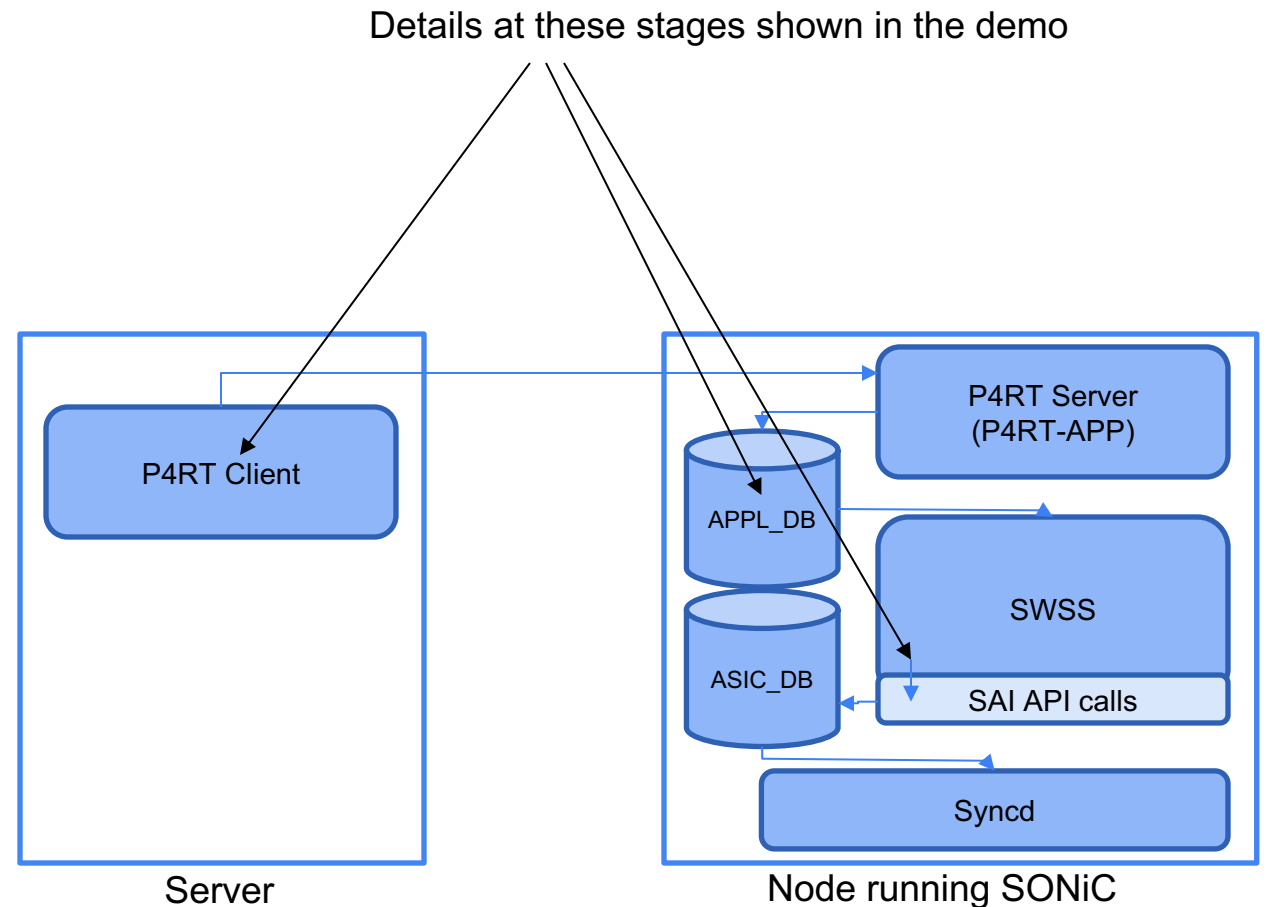 Details at these stages shown in the demo
P4RT Client
P4RT Server
(P4RT-APP)
APPL_DB
SWSS
ASIC_DB
SAI API calls
Syncd
Server
Node running SONiC